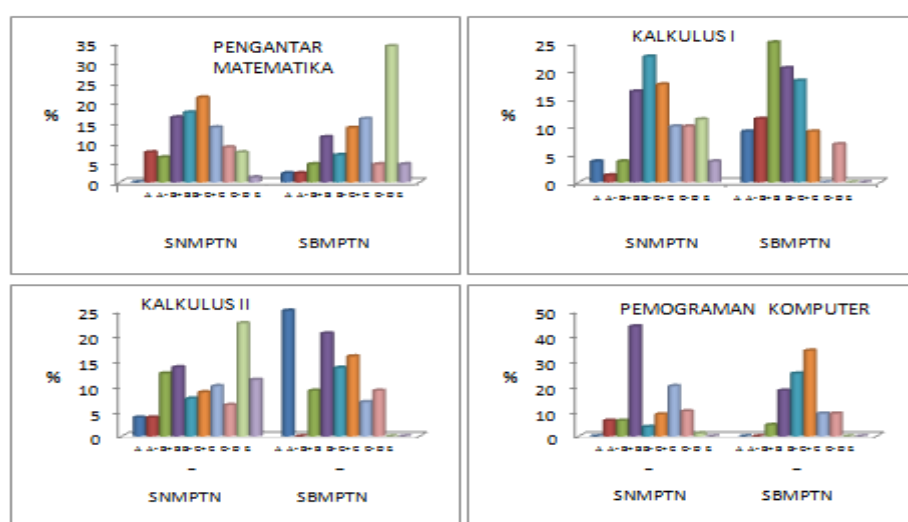 PENGANTAR
MATEMATIKA
35
30
25
20
15
10
5
0
%
A A- B+ B B- C+ C C- D E
A A- B+ B B- C+ C C- D E
SNMPTN
SBMPTN
KALKULUS I
25
20
15
10
5
0
%
A A- B+ B B- C+ C C- D E
A A- B+ B B- C+ C C- D E
SNMPTN
SBMPTN
KALKULUS II
25
20
15
10
5
0
%
SNMPTN
SBMPTN
PEMOGRAMAN KOMPUTER
50
40
30
20
10
0
%
SNMPTN
SBMPTN